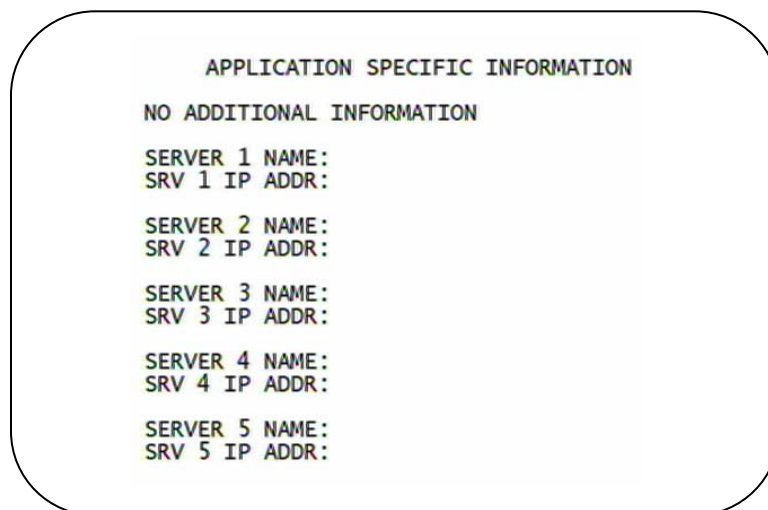 APPLICATION SPECIFIC INFORMATION
NO ADDITIONAL INFORMATION
SERVER 1 NAME:
SRV 1 IP ADDR:
SERVER 2 NAME:
SRV 2 IP ADDR:
SERVER 3 NAME:
SRV 3 IP ADDR:
SERVER 4 NAME:
SRV 4 IP ADDR:
SERVER 5 NAME:
SRV 5 IP ADDR: